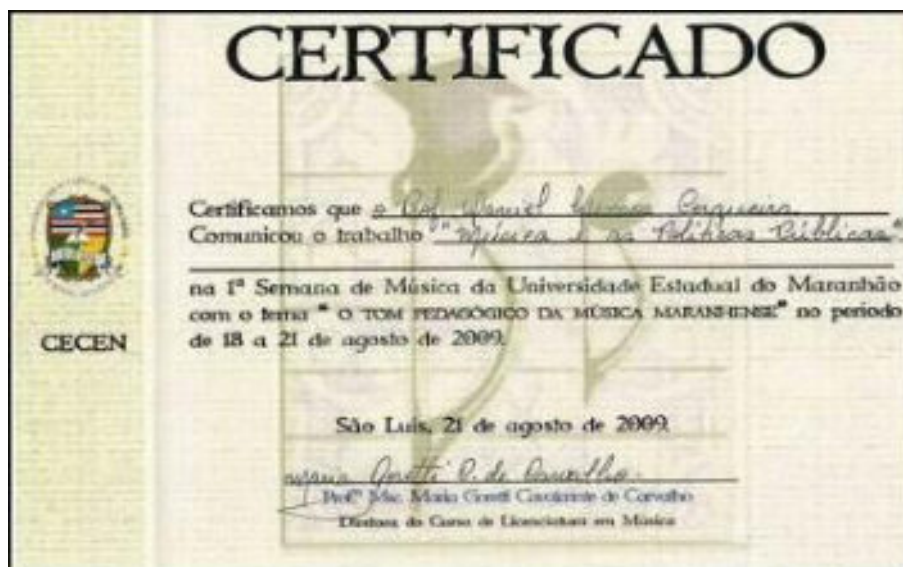 CERTIFICADO
Certificamos que o Prof. Daniel Cerqueira
Comunicou o trabalho "Música e as Políticas Públicas"
na 1ª Semana de Música da Universidade Estadual do Maranhão
com o tema " O TOM PEDAGÓGICO DA MÚSICA MARANHENSE" no período
de 18 a 21 de agosto de 2009.
CECEN
São Luís, 21 de agosto de 2009.
Maria Goretti C. de Carvalho
Profª Msc. Maria Goretti Cavalcante de Carvalho
Diretora do Curso de Licenciatura em Música